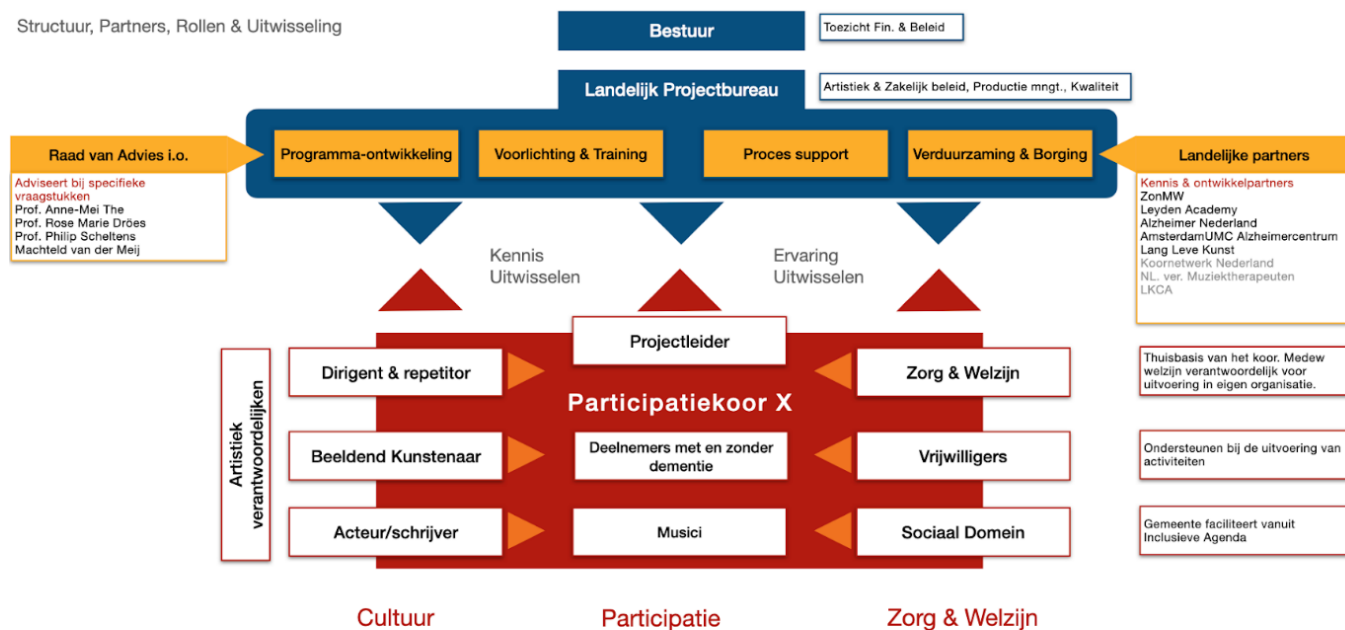 Structuur, Partners, Rollen & Uitwisseling
Bestuur
Toezicht Fin. & Beleid
Landelijk Projectbureau
Artistiek & Zakelijk beleid, Productie mngt., Kwaliteit
Raad van Advies i.o.
Programma-ontwikkeling
Voorlichting & Training
Proces support
Verduurzaming & Borging
Landelijke partners
Adviseert bij specifieke
vraagstukken
Prof. Anne-Mei The
Prof. Rose Marie Dröes
Prof. Philip Scheltens
Machteld van der Meij
Kennis & ontwikkelpartners
ZonMW
Leyden Academy
Alzheimer Nederland
AmsterdamUMC Alzheimercentrum
Lang Leve Kunst
Koornetwerk Nederland
NL. ver. Muziektherapeuten
LKCA
Kennis
Uitwisselen
Ervaring
Uitwisselen
Artistiek
verantwoordelijken
Projectleider
Dirigent & repetitor
Zorg & Welzijn
Thuisbasis van het koor. Medew
welzijn verantwoordelijk voor
uitvoering in eigen organisatie.
Participatiekoor X
Beeldend Kunstenaar
Deelnemers met en zonder
dementie
Vrijwilligers
Ondersteunen bij de uitvoering van
activiteiten
Acteur/schrijver
Musici
Sociaal Domein
Gemeente faciliteert vanuit
Inclusieve Agenda
Cultuur
Participatie
Zorg & Welzijn